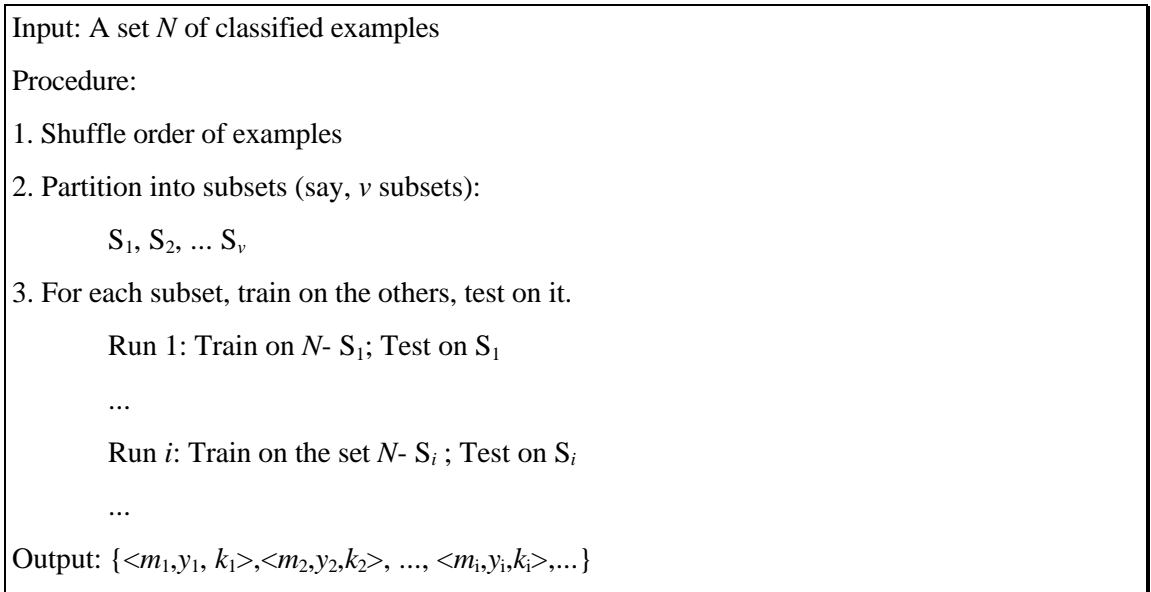 Input: A set N of classified examples
Procedure:
1. Shuffle order of examples
2. Partition into subsets (say, v subsets):
S₁, S₂, ... Sᵥ
3. For each subset, train on the others, test on it.
Run 1: Train on N- S₁; Test on S₁
...
Run i: Train on the set N- Sᵢ ; Test on Sᵢ
...
Output: {<m₁,y₁, k₁>,<m₂,y₂,k₂>, ..., <mᵢ,yᵢ,kᵢ>,...}